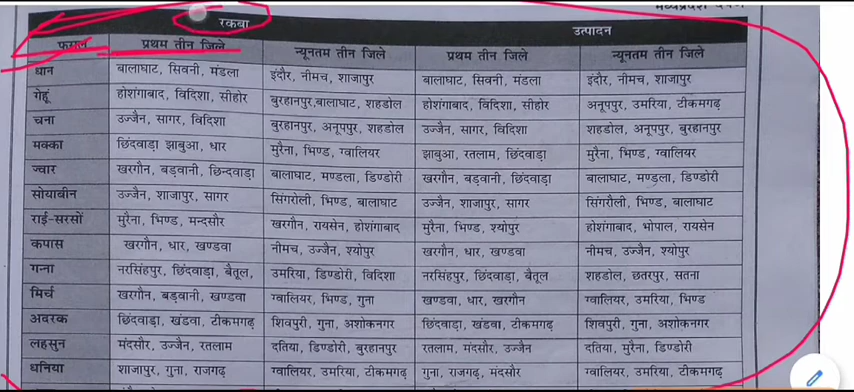 रकबा उत्पादन
फसल प्रथम तीन जिले न्यूनतम तीन जिले प्रथम तीन जिले न्यूनतम तीन जिले
धान बालाघाट, सिवनी, मंडला इंदौर, नीमच, शाजापुर बालाघाट, सिवनी, मंडला इंदौर, नीमच, शाजापुर
गेहूं होशंगाबाद, विदिशा, सीहोर बुरहानपुर,बालाघाट, शहडोल होशंगाबाद, विदिशा, सीहोर अनूपपुर, उमरिया, टीकमगढ़
चना उज्जैन, सागर, विदिशा बुरहानपुर, अनूपपुर, शहडोल उज्जैन, सागर, विदिशा शहडोल, अनूपपुर, बुरहानपुर
मक्का छिंदवाड़ा झाबुआ, धार मुरैना, भिण्ड, ग्वालियर झाबुआ, रतलाम, छिंदवाड़ा मुरैना, भिण्ड, ग्वालियर
ज्वार खरगौन, बड़वानी, छिन्दवाड़ा बालाघाट, मण्डला, डिण्डोरी खरगौन, बड़वानी, छिंदवाड़ा बालाघाट, मण्डला, डिण्डोरी
सोयाबीन उज्जैन, शाजापुर, सागर सिंगरोली, भिण्ड, बालाघाट उज्जैन, शाजापुर, सागर सिंगरौली, भिण्ड, बालाघाट
राई-सरसों मुरैना, भिण्ड, मन्दसौर खरगौन, रायसेन, होशंगाबाद मुरैना, भिण्ड, श्योपुर होशंगाबाद, भोपाल, रायसेन
कपास खरगौन, धार, खण्डवा नीमच, उज्जैन, श्योपुर खरगौन, धार, खण्डवा नीमच, उज्जैन, श्योपुर
गन्ना नरसिंहपुर, छिंदवाड़ा, बैतूल, उमरिया, डिण्डोरी, विदिशा नरसिंहपुर, छिंदवाड़ा, बैतूल शहडोल, छतरपुर, सतना
मिर्च खरगौन, बड़वानी, खण्डवा ग्वालियर, भिण्ड, गुना खण्डवा, धार, खरगौन ग्वालियर, उमरिया, भिण्ड
अदरक छिंदवाड़ा, खंडवा, टीकमगढ़ शिवपुरी, गुना, अशोकनगर छिंदवाड़ा, खंडवा, टीकमगढ़ शिवपुरी, गुना, अशोकनगर
लहसुन मंदसौर, उज्जैन, रतलाम दतिया, डिण्डोरी, बुरहानपुर रतलाम, मंदसौर, उज्जैन दतिया, मुरैना, डिण्डोरी
धनिया शाजापुर, गुना, राजगढ़ ग्वालियर, उमरिया, टीकमगढ़ गुना, राजगढ़, मंदसौर ग्वालियर, उमरिया, टीकमगढ़